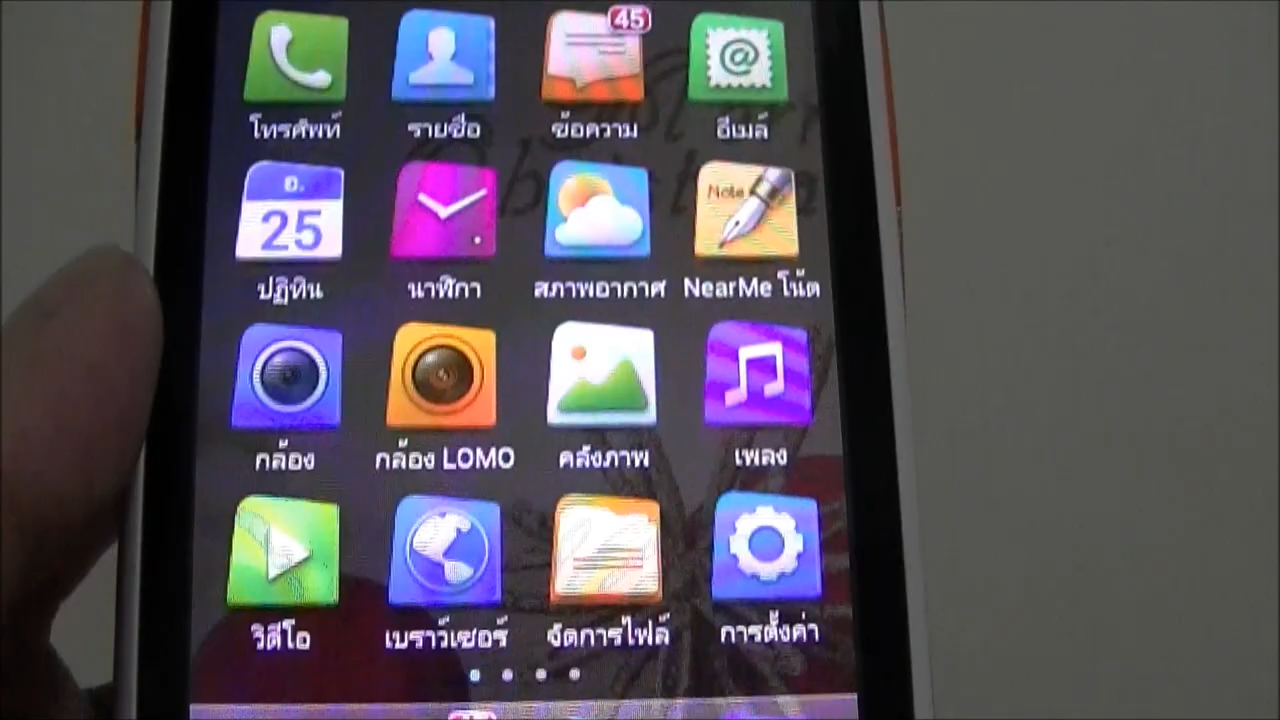 45
โทรศัพท์ รายชื่อ ข้อความ อีเมล์
อ.
25
Note
ปฏิทิน นาฬิกา สภาพอากาศ NearMe โน้ต
กล้อง กล้อง LOMO คลังภาพ เพลง
วิดีโอ เบราว์เซอร์ จัดการไฟล์ การตั้งค่า